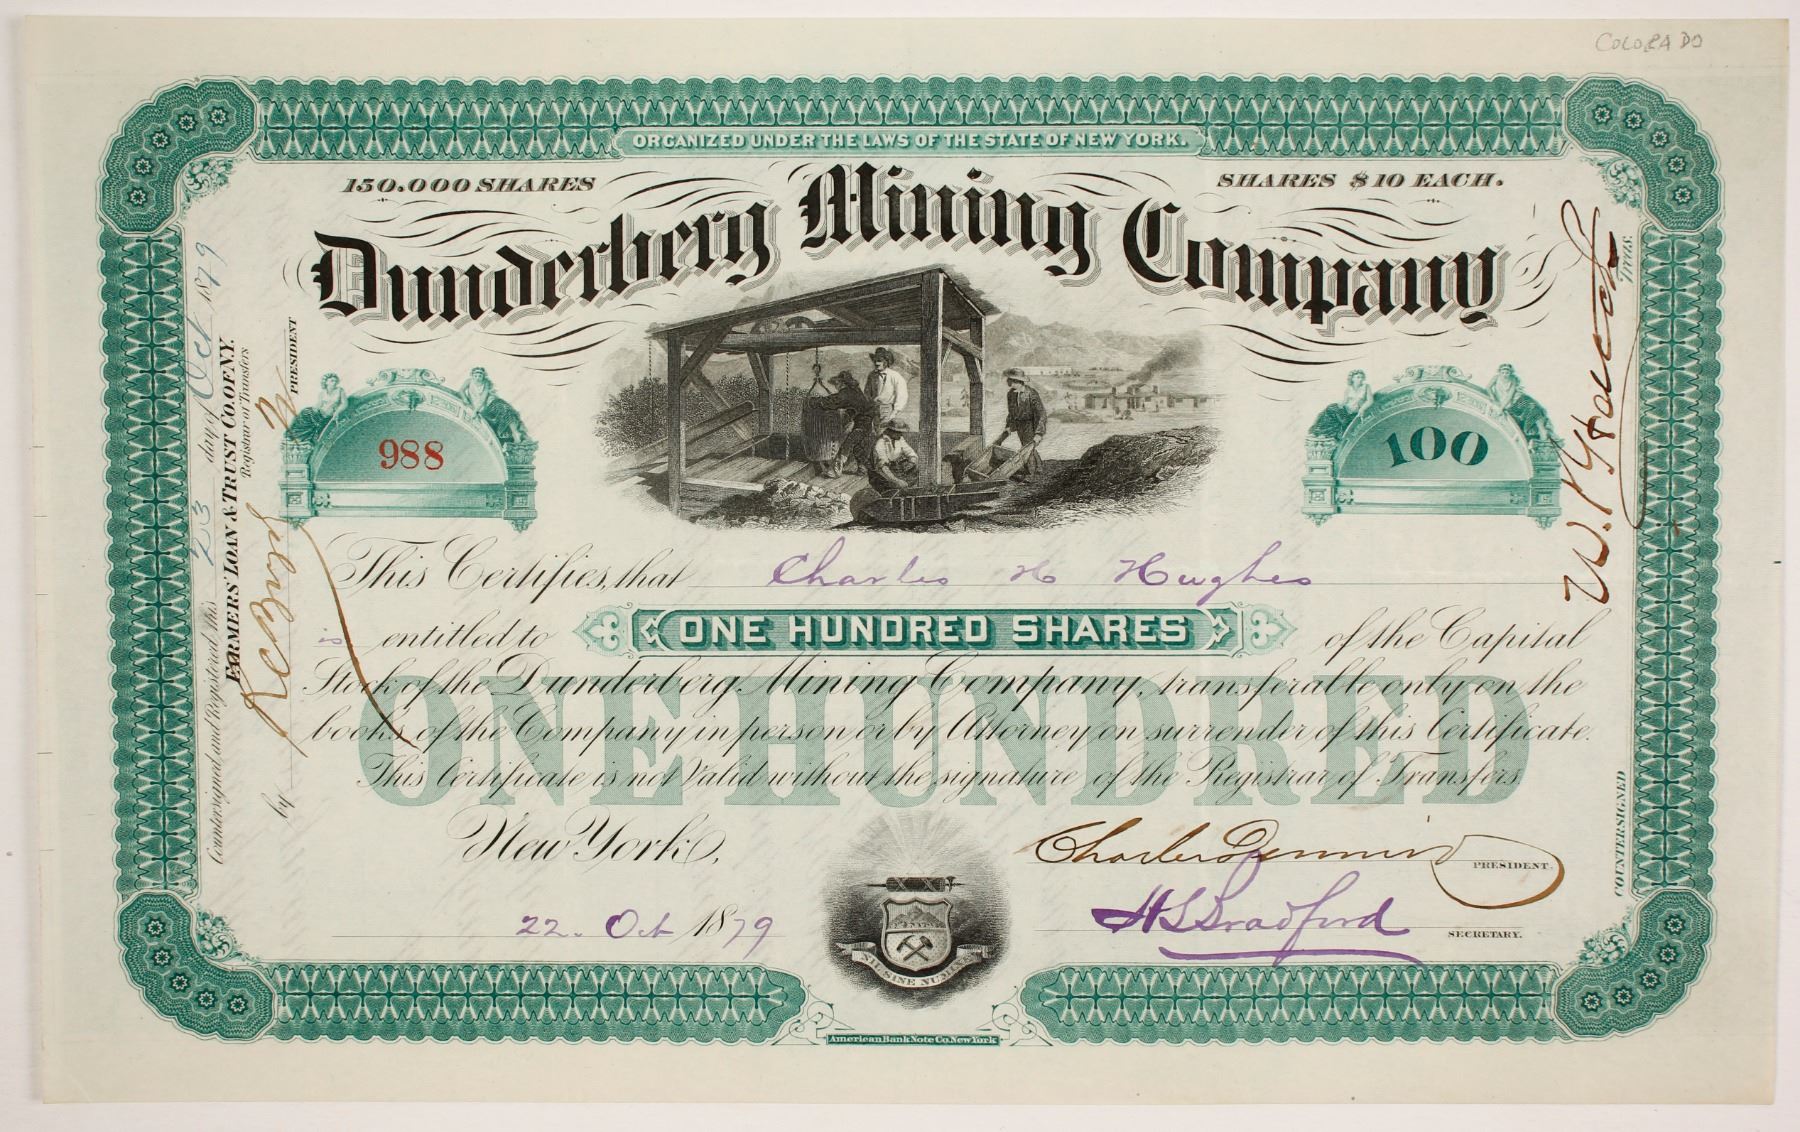 COLORADO
ORGANIZED UNDER THE LAWS OF THE STATE OF NEW YORK.
150.000 SHARES
SHARES $10 EACH.
Dunderberg Mining Company
988
100
This Certifies, that Charles H Hughes
is entitled to ONE HUNDRED SHARES of the Capital
Stock of the Dunderberg Mining Company, transferable only on the
books of the Company in person or by Attorney on surrender of this Certificate.
This Certificate is not Valid without the signature of the Registrar of Transfers
ONE HUNDRED
New York,
22. Oct 1879
Charles PRESIDENT.
H S Bradford SECRETARY.
NIL SINE NUMINE
American Bank Note Co. New York
Countersigned and Registered this 23 day of Oct 1879
FARMERS' LOAN & TRUST CO. OF N.Y.
Registrar of Transfers
by
PRESIDENT
COUNTERSIGNED
W. P. Treas.